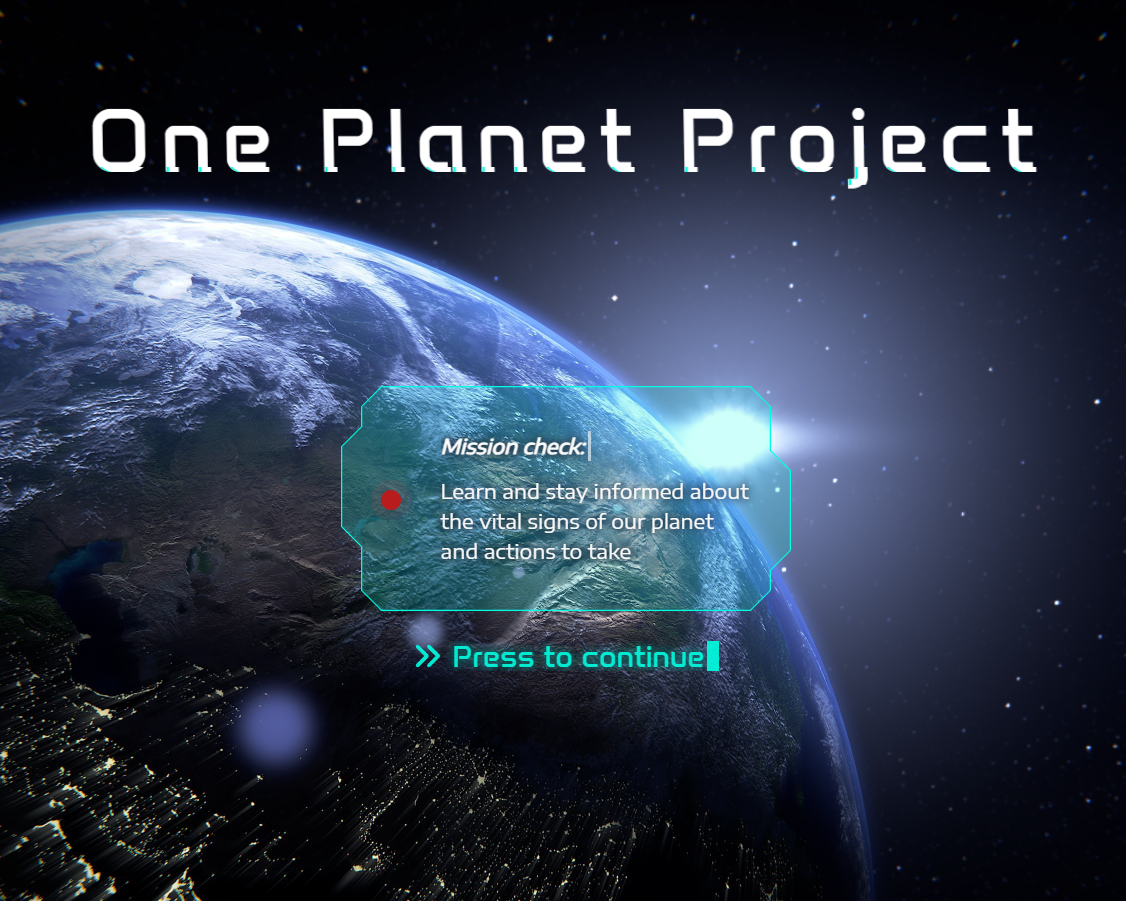 One Planet Project
Mission check:
Learn and stay informed about
the vital signs of our planet
and actions to take
Press to continue